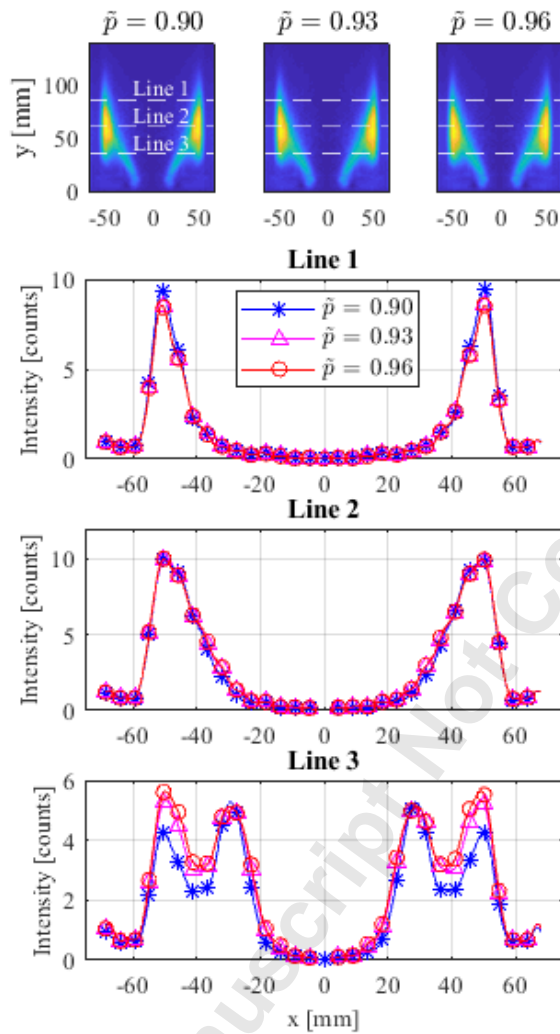 p̃ = 0.90 p̃ = 0.93 p̃ = 0.96
y [mm]
100
50
0
Line 1
Line 2
Line 3
-50 0 50 -50 0 50 -50 0 50
Line 1
Intensity [counts]
10
5
0
p̃ = 0.90
p̃ = 0.93
p̃ = 0.96
-60 -40 -20 0 20 40 60
Line 2
Intensity [counts]
10
5
0
-60 -40 -20 0 20 40 60
Line 3
Intensity [counts]
6
4
2
0
-60 -40 -20 0 20 40 60
x [mm]
uscript Not Co